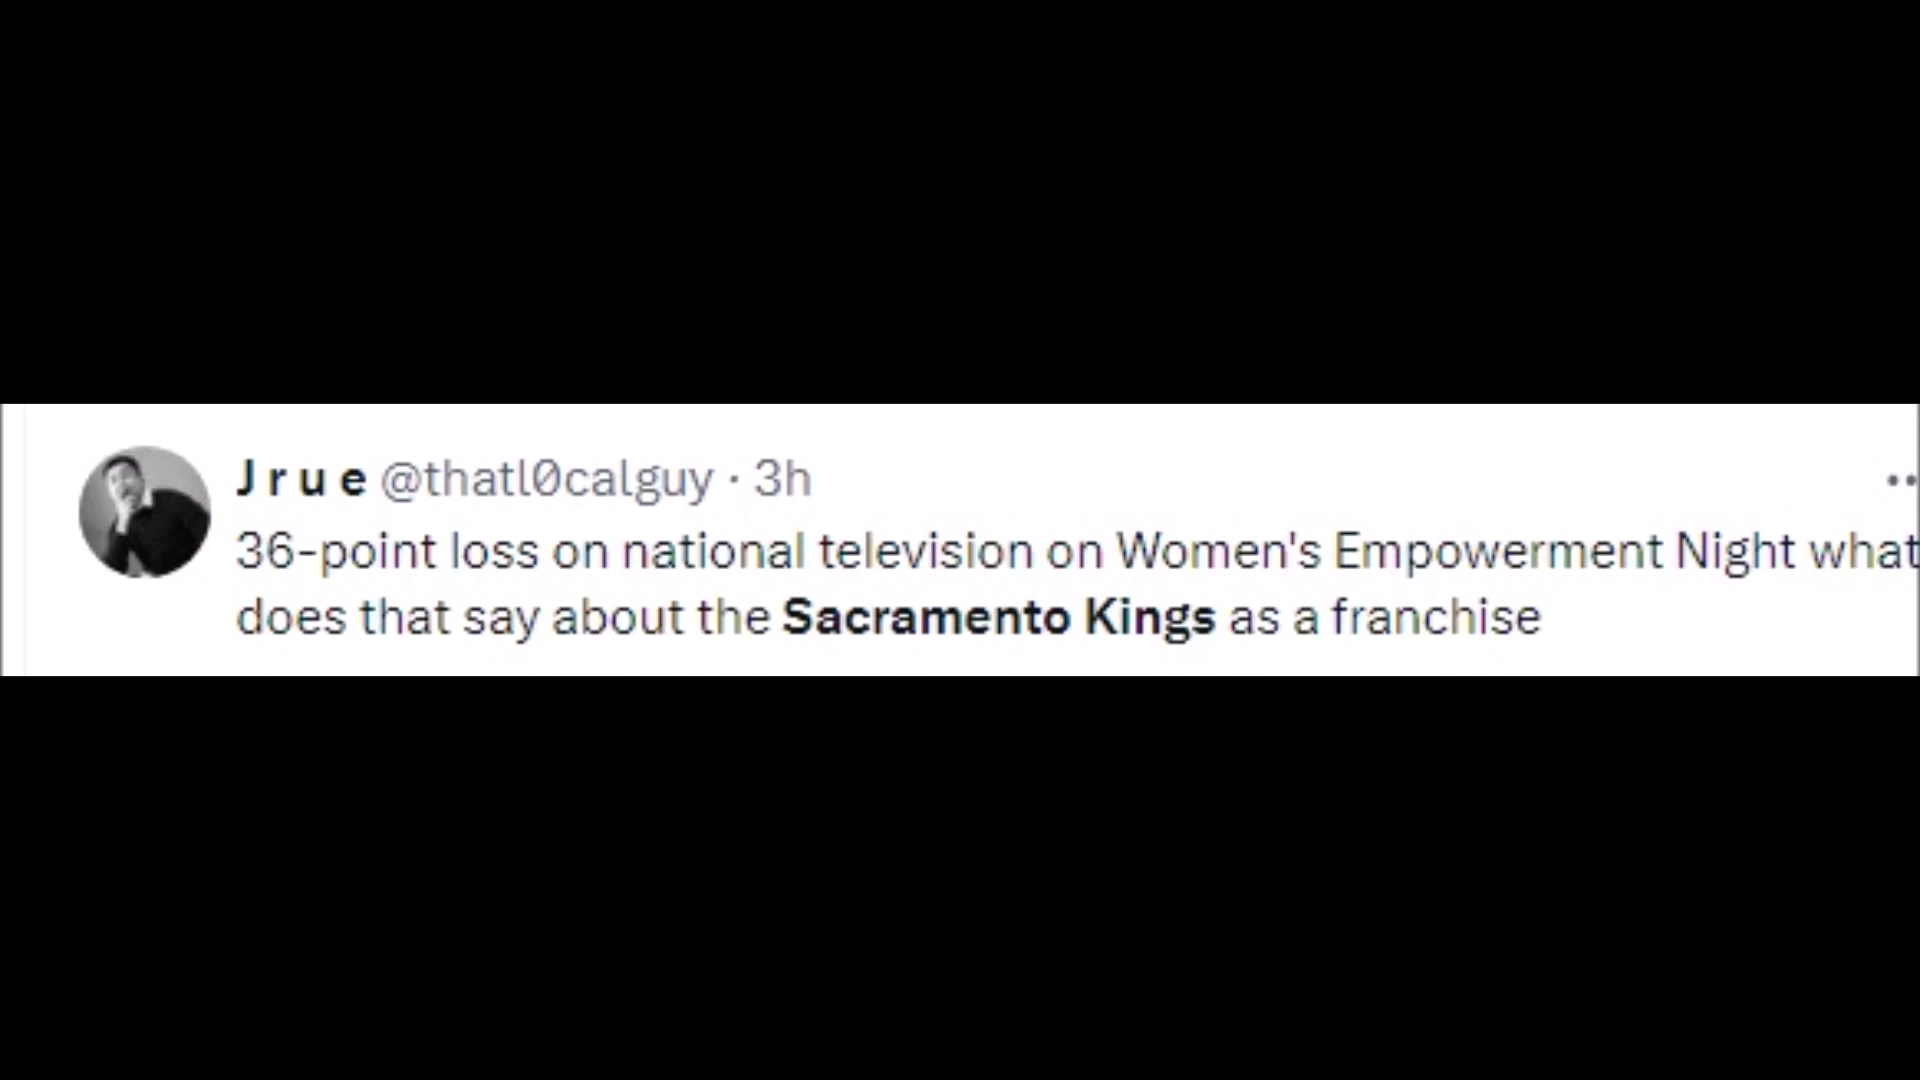 J r u e @thatl0calguy · 3h
36-point loss on national television on Women's Empowerment Night what
does that say about the Sacramento Kings as a franchise